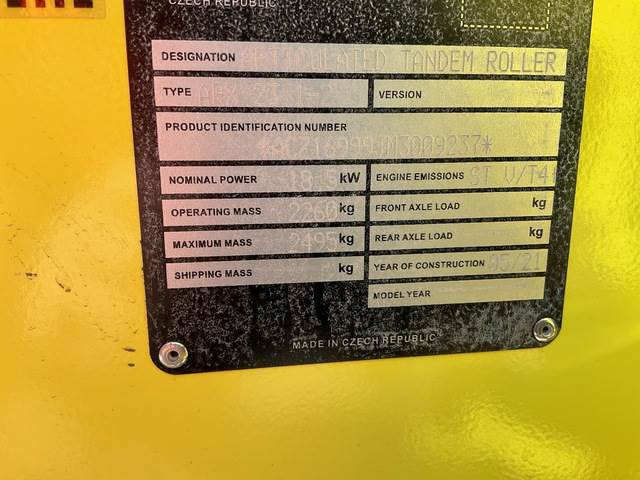 CZECH REPUBLIC
DESIGNATION ARTICULATED TANDEM ROLLER
TYPE
VERSION
PRODUCT IDENTIFICATION NUMBER
NOMINAL POWER kW
ENGINE EMISSIONS ST V/T4f
OPERATING MASS 2260 kg
FRONT AXLE LOAD kg
MAXIMUM MASS 2495 kg
REAR AXLE LOAD kg
SHIPPING MASS kg
YEAR OF CONSTRUCTION 05/21
MODEL YEAR
MADE IN CZECH REPUBLIC